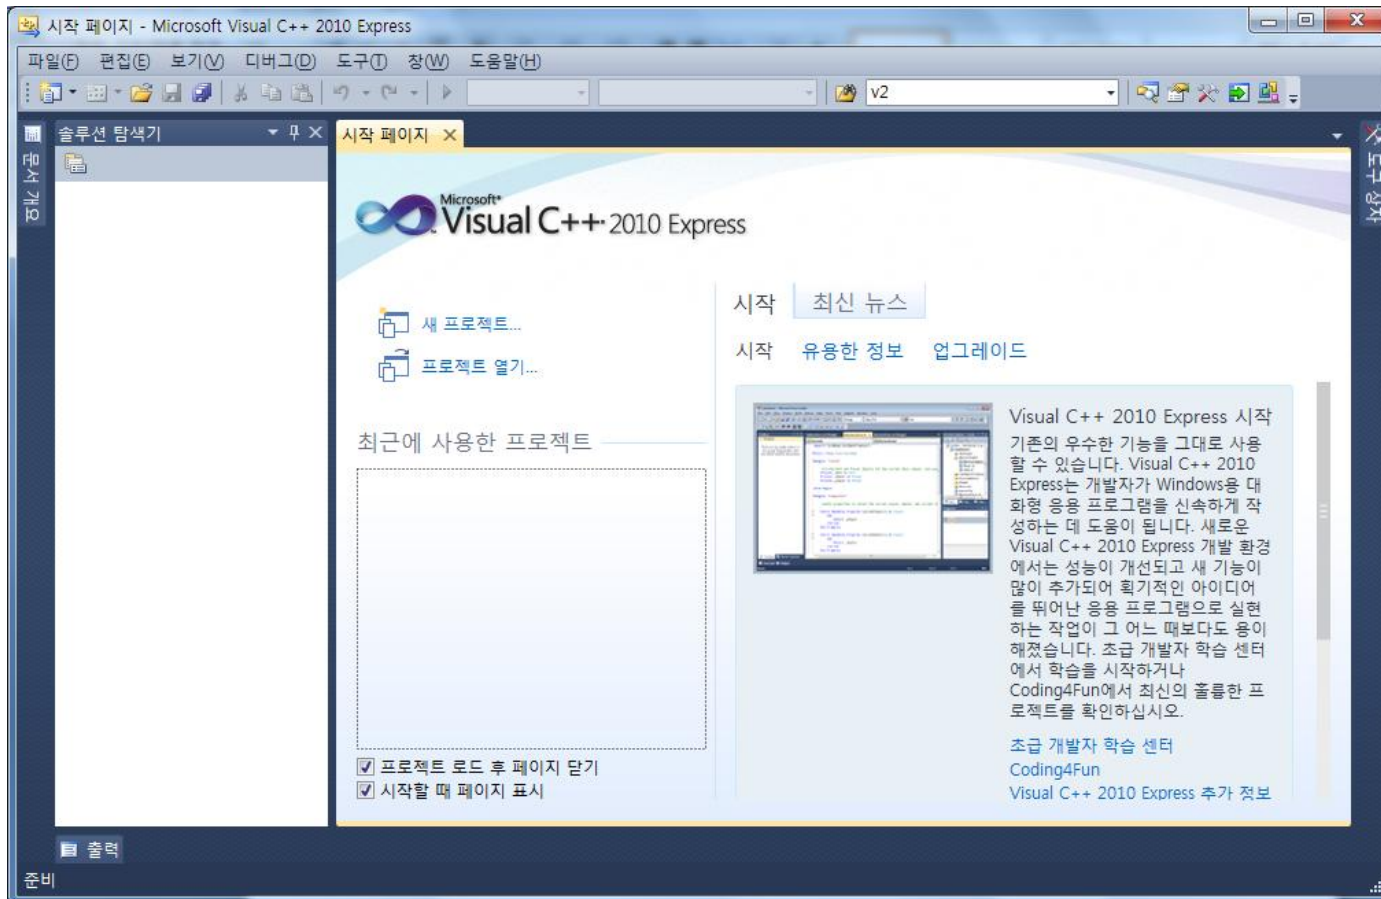 시작 페이지 - Microsoft Visual C++ 2010 Express
파일(F) 편집(E) 보기(V) 디버그(D) 도구(T) 창(W) 도움말(H)
v2
문서 개요
솔루션 탐색기
시작 페이지
도구 상자
Microsoft
Visual C++ 2010 Express
새 프로젝트...
프로젝트 열기...
최근에 사용한 프로젝트
프로젝트 로드 후 페이지 닫기
시작할 때 페이지 표시
시작 최신 뉴스
시작 유용한 정보 업그레이드
Visual C++ 2010 Express 시작
기존의 우수한 기능을 그대로 사용
할 수 있습니다. Visual C++ 2010
Express는 개발자가 Windows용 대
화형 응용 프로그램을 신속하게 작
성하는 데 도움이 됩니다. 새로운
Visual C++ 2010 Express 개발 환경
에서는 성능이 개선되고 새 기능이
많이 추가되어 획기적인 아이디어
를 뛰어난 응용 프로그램으로 실현
하는 작업이 그 어느 때보다도 용이
해졌습니다. 초급 개발자 학습 센터
에서 학습을 시작하거나
Coding4Fun에서 최신의 훌륭한 프
로젝트를 확인하십시오.
초급 개발자 학습 센터
Coding4Fun
Visual C++ 2010 Express 추가 정보
출력
준비